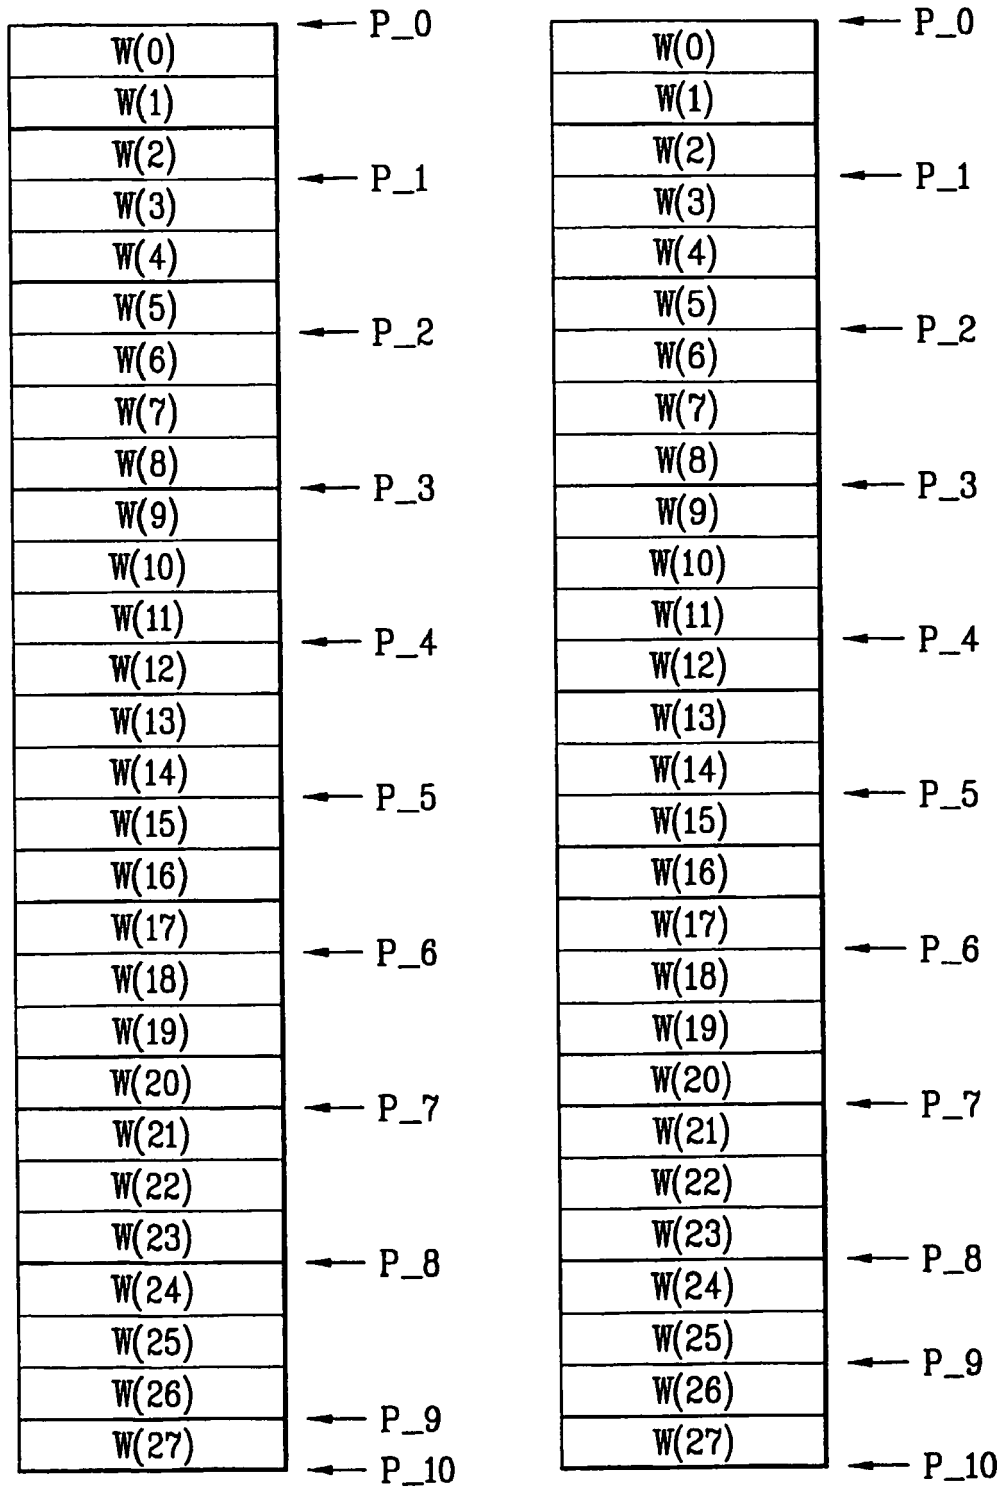 P_0
W(0)
W(1)
W(2)
P_1
W(3)
W(4)
W(5)
P_2
W(6)
W(7)
W(8)
P_3
W(9)
W(10)
W(11)
P_4
W(12)
W(13)
W(14)
P_5
W(15)
W(16)
W(17)
P_6
W(18)
W(19)
W(20)
P_7
W(21)
W(22)
W(23)
P_8
W(24)
W(25)
W(26)
P_9
W(27)
P_10
P_0
W(0)
W(1)
W(2)
P_1
W(3)
W(4)
W(5)
P_2
W(6)
W(7)
W(8)
P_3
W(9)
W(10)
W(11)
P_4
W(12)
W(13)
W(14)
P_5
W(15)
W(16)
W(17)
P_6
W(18)
W(19)
W(20)
P_7
W(21)
W(22)
W(23)
P_8
W(24)
W(25)
P_9
W(26)
W(27)
P_10